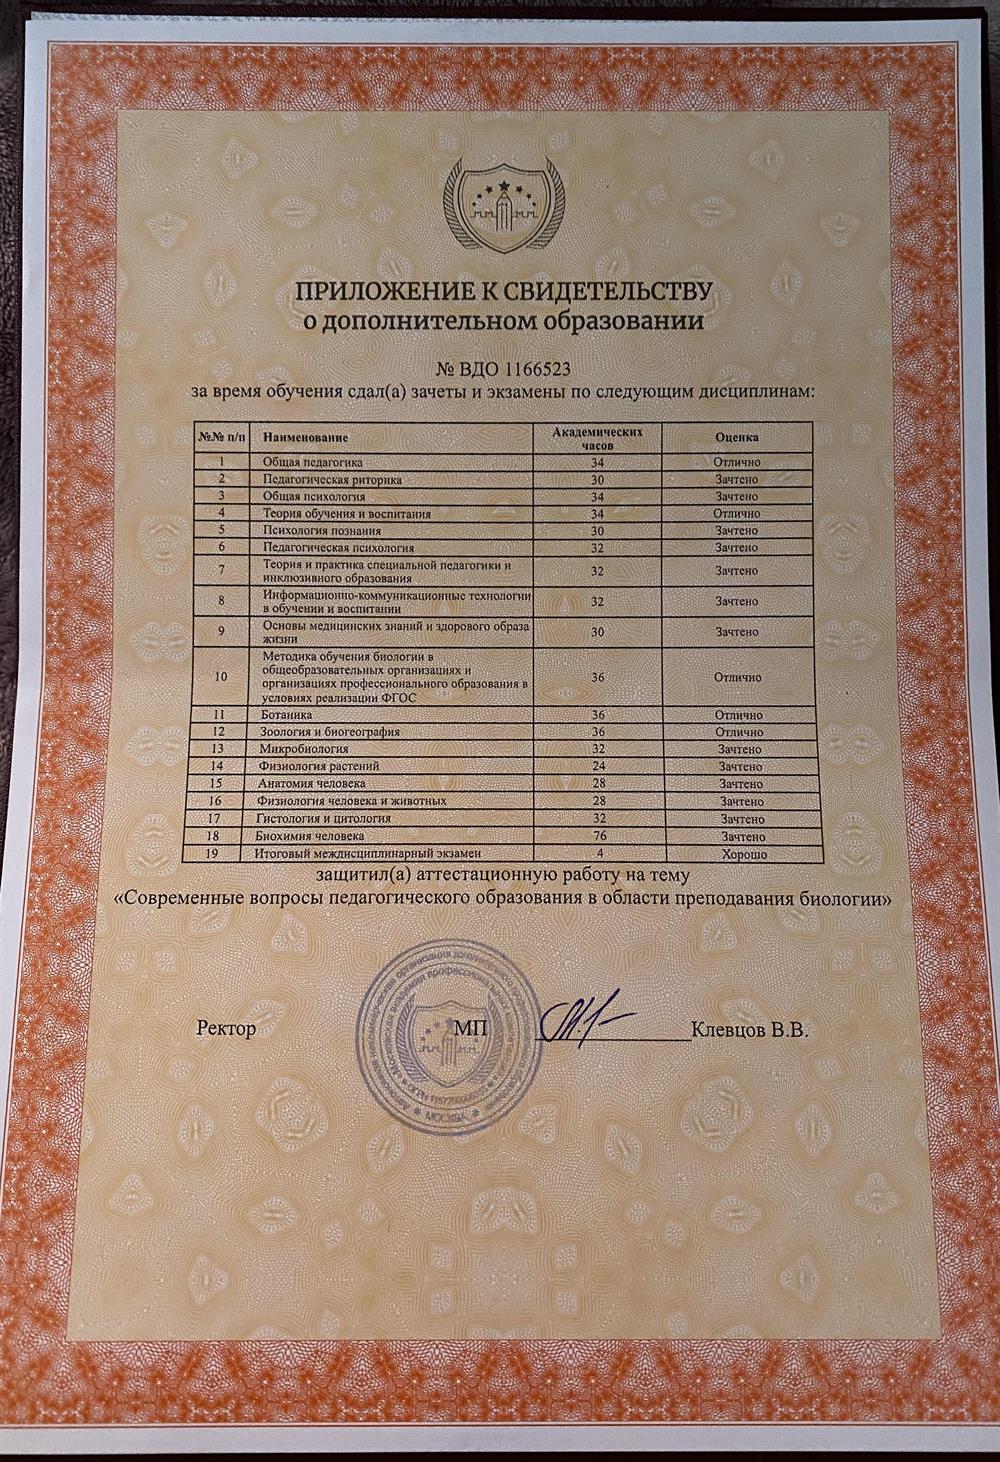 ПРИЛОЖЕНИЕ К СВИДЕТЕЛЬСТВУ
о дополнительном образовании
№ ВДО 1166523
за время обучения сдал(а) зачеты и экзамены по следующим дисциплинам:
№№ п/п Наименование Академических часов Оценка
1 Общая педагогика 34 Отлично
2 Педагогическая риторика 30 Зачтено
3 Общая психология 34 Зачтено
4 Теория обучения и воспитания 34 Отлично
5 Психология познания 30 Зачтено
6 Педагогическая психология 32 Зачтено
7 Теория и практика специальной педагогики и
инклюзивного образования 32 Зачтено
8 Информационно-коммуникационные технологии
в обучении и воспитании 32 Зачтено
9 Основы медицинских знаний и здорового образа
жизни 30 Зачтено
10 Методика обучения биологии в
общеобразовательных организациях и
организациях профессионального образования в
условиях реализации ФГОС 36 Отлично
11 Ботаника 36 Отлично
12 Зоология и биогеография 36 Отлично
13 Микробиология 32 Зачтено
14 Физиология растений 24 Зачтено
15 Анатомия человека 28 Зачтено
16 Физиология человека и животных 28 Зачтено
17 Гистология и цитология 32 Зачтено
18 Биохимия человека 76 Зачтено
19 Итоговый междисциплинарный экзамен 4 Хорошо
защитил(а) аттестационную работу на тему
«Современные вопросы педагогического образования в области преподавания биологии»
Ректор МП Клевцов В.В.
МОСКВА